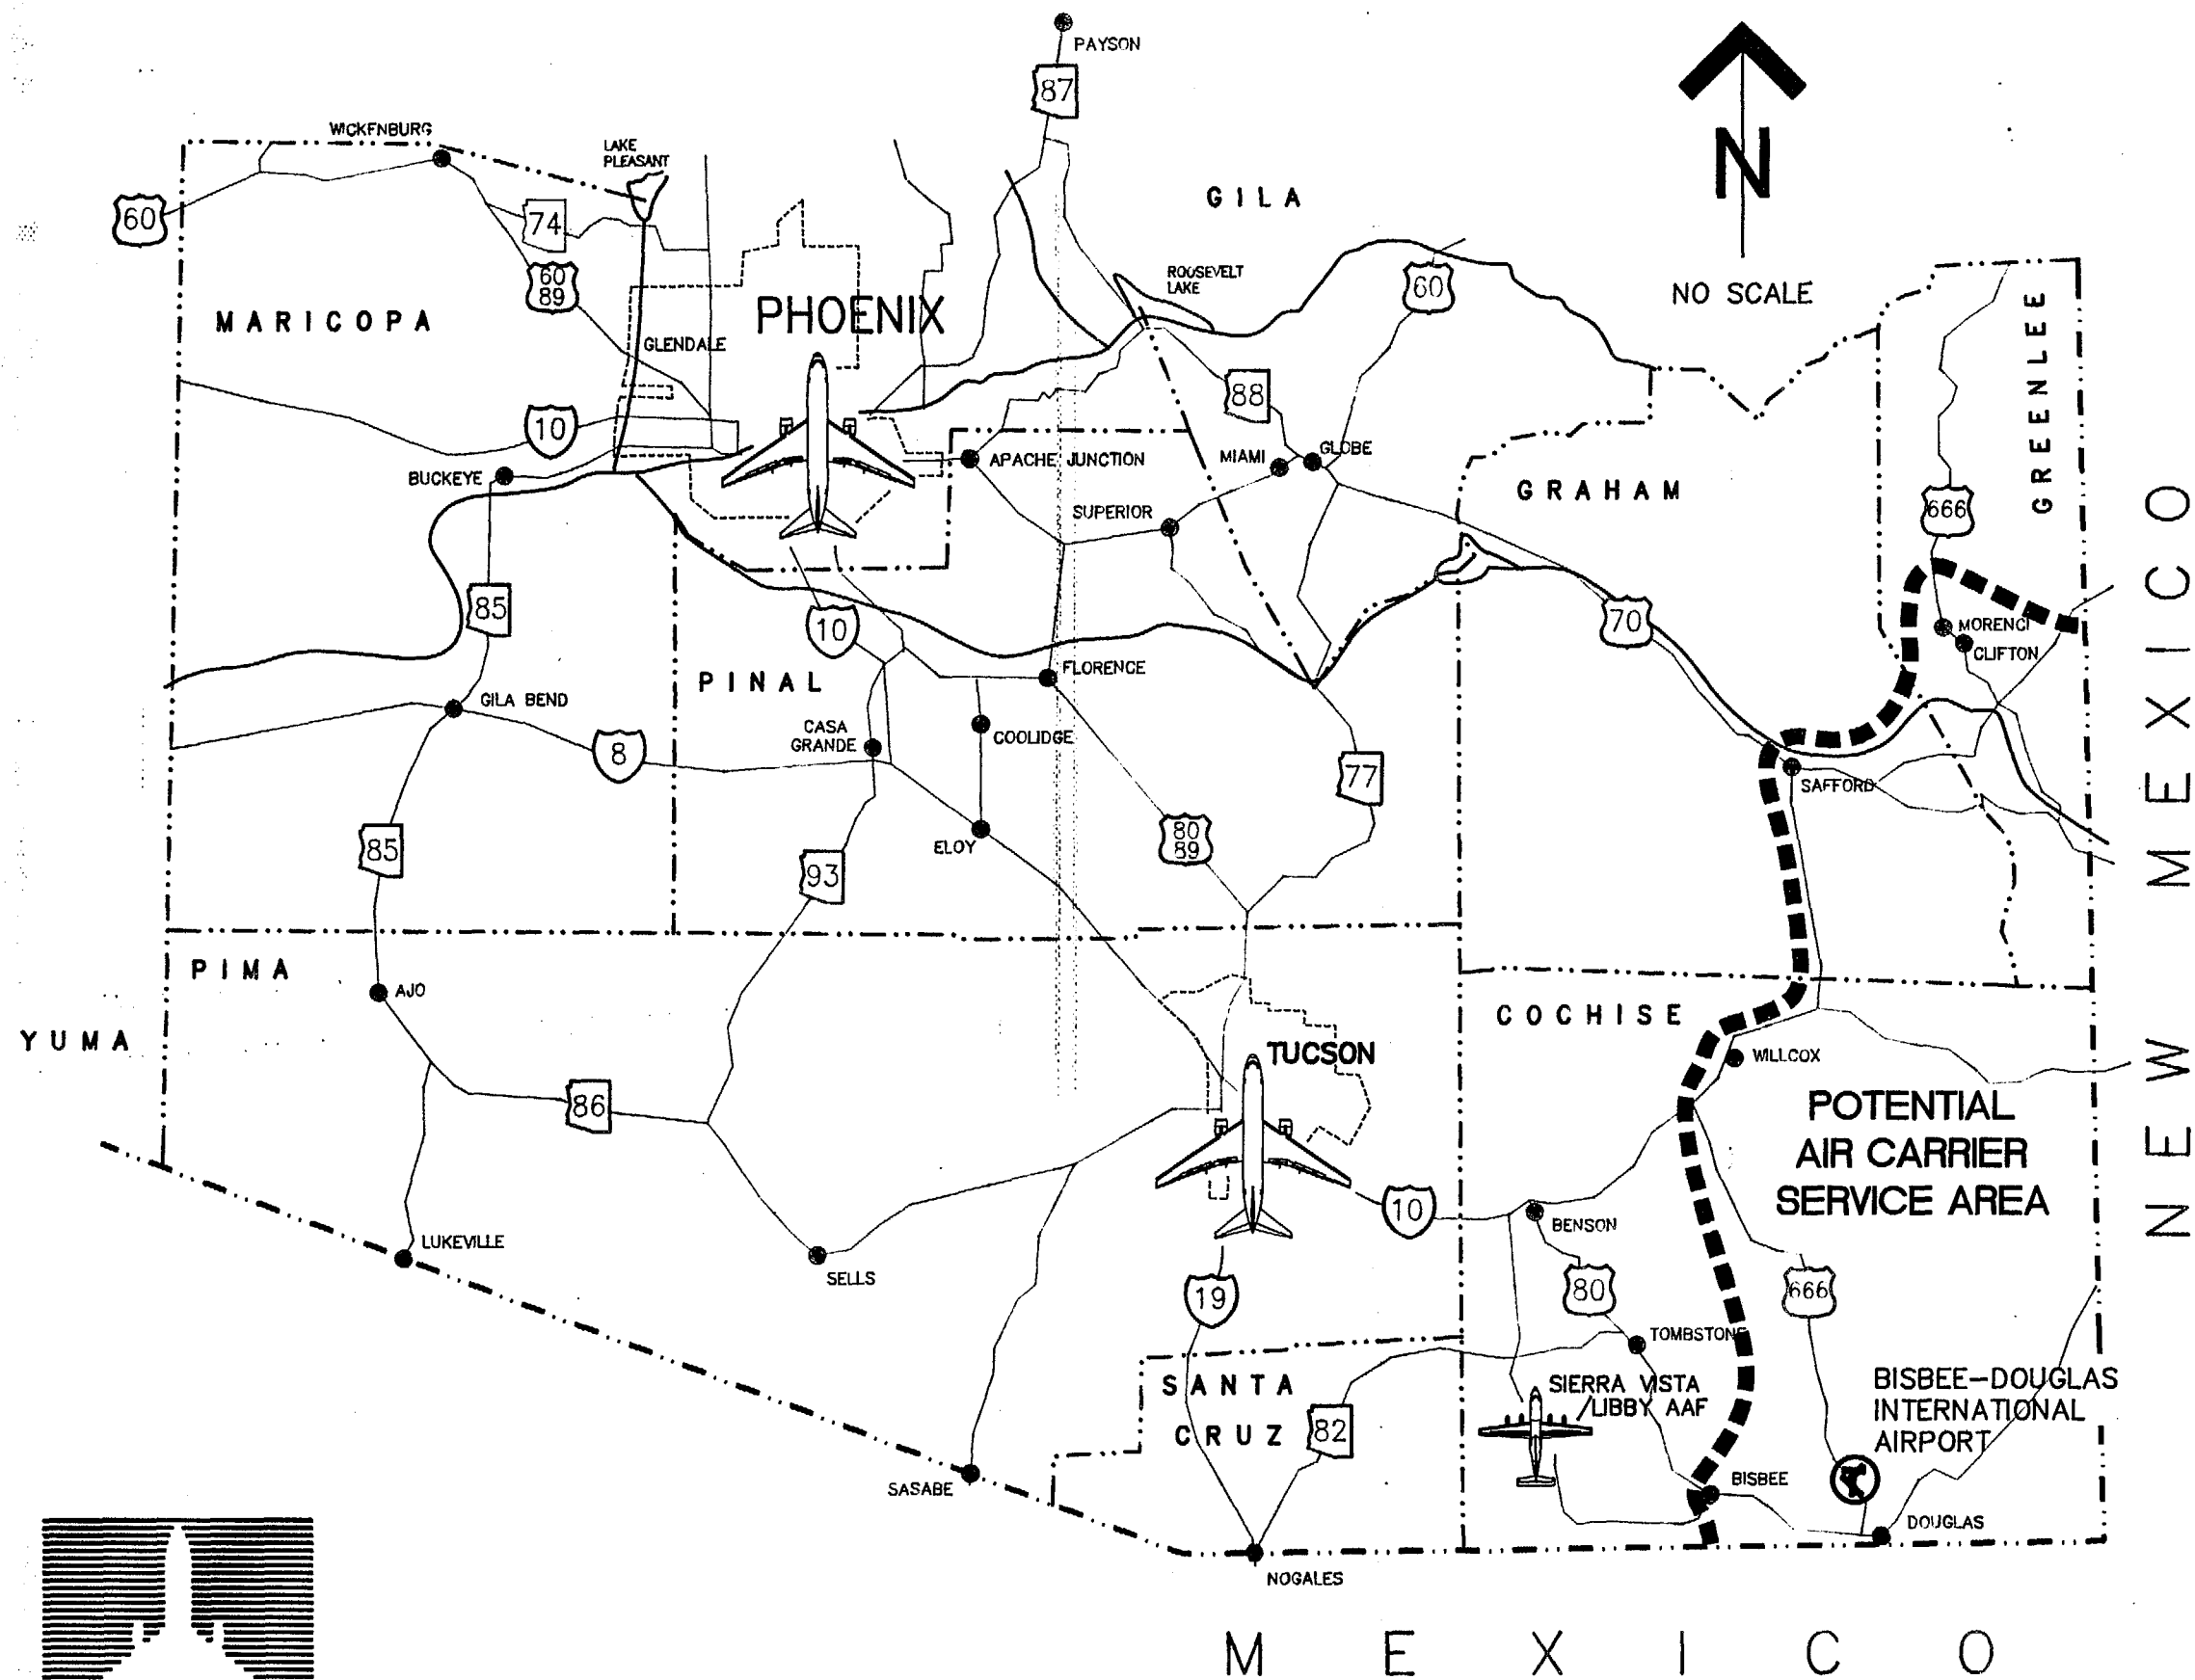 PAYSON
87
WICKENBURG
LAKE
PLEASANT
N
GILA
60
74
60
89
ROOSEVELT
LAKE
60
NO SCALE
MARICOPA
PHOENIX
GREENLEE
GLENDALE
88
10
APACHE JUNCTION
MIAMI
GLOBE
BUCKEYE
GRAHAM
666
SUPERIOR
NEW MEXICO
85
10
70
MORENCI
CLIFTON
FLORENCE
PINAL
GILA BEND
CASA
GRANDE
COOLIDGE
8
77
SAFFORD
80
89
ELOY
85
93
PIMA
AJO
COCHISE
YUMA
TUCSON
WILLCOX
86
POTENTIAL
AIR CARRIER
SERVICE AREA
10
BENSON
LUKEVILLE
SELLS
19
80
666
TOMBSTONE
SANTA
CRUZ
SIERRA VISTA
/LIBBY AAF
BISBEE-DOUGLAS
INTERNATIONAL
AIRPORT
82
SASABE
BISBEE
DOUGLAS
NOGALES
MEXICO